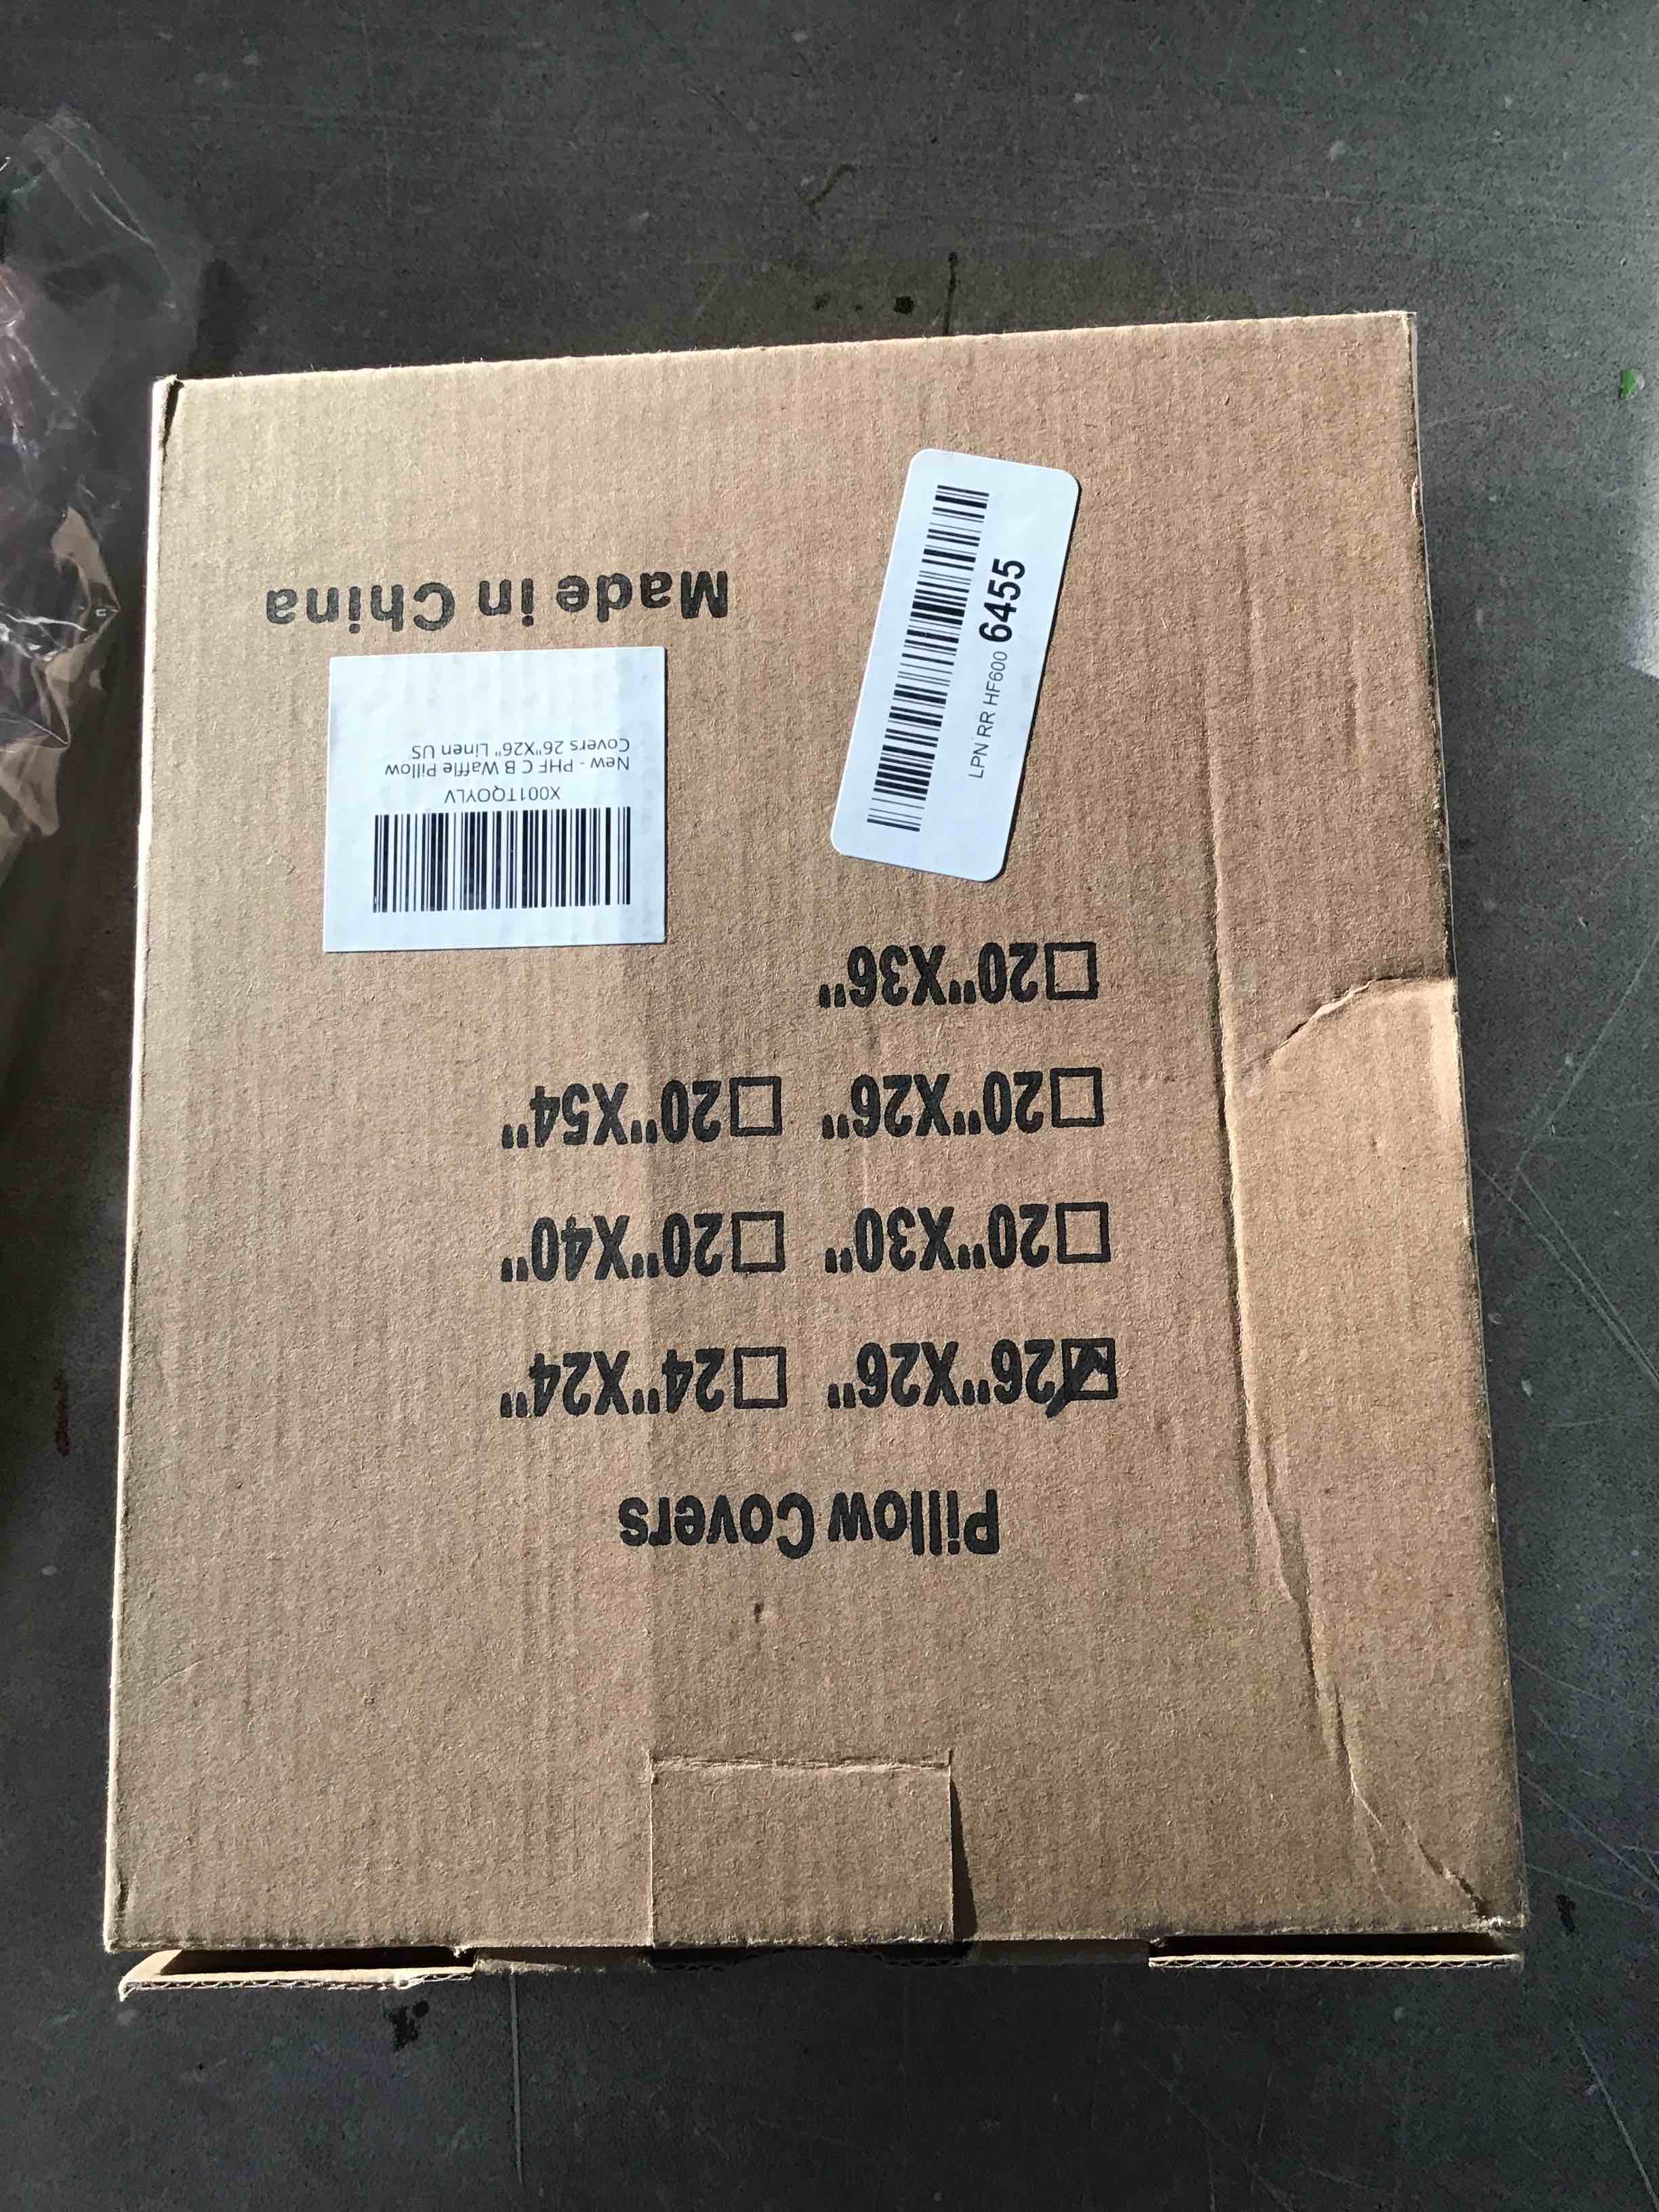 Pillow Covers
26"X26" 24"X24"
20"X30" 20"X40"
20"X26" 20"X54"
20"X36"
X001TQOYLV
New - PHF C B Waffle Pillow
Covers 26"X26" Linen US
Made in China
LPN RR HF600 6455